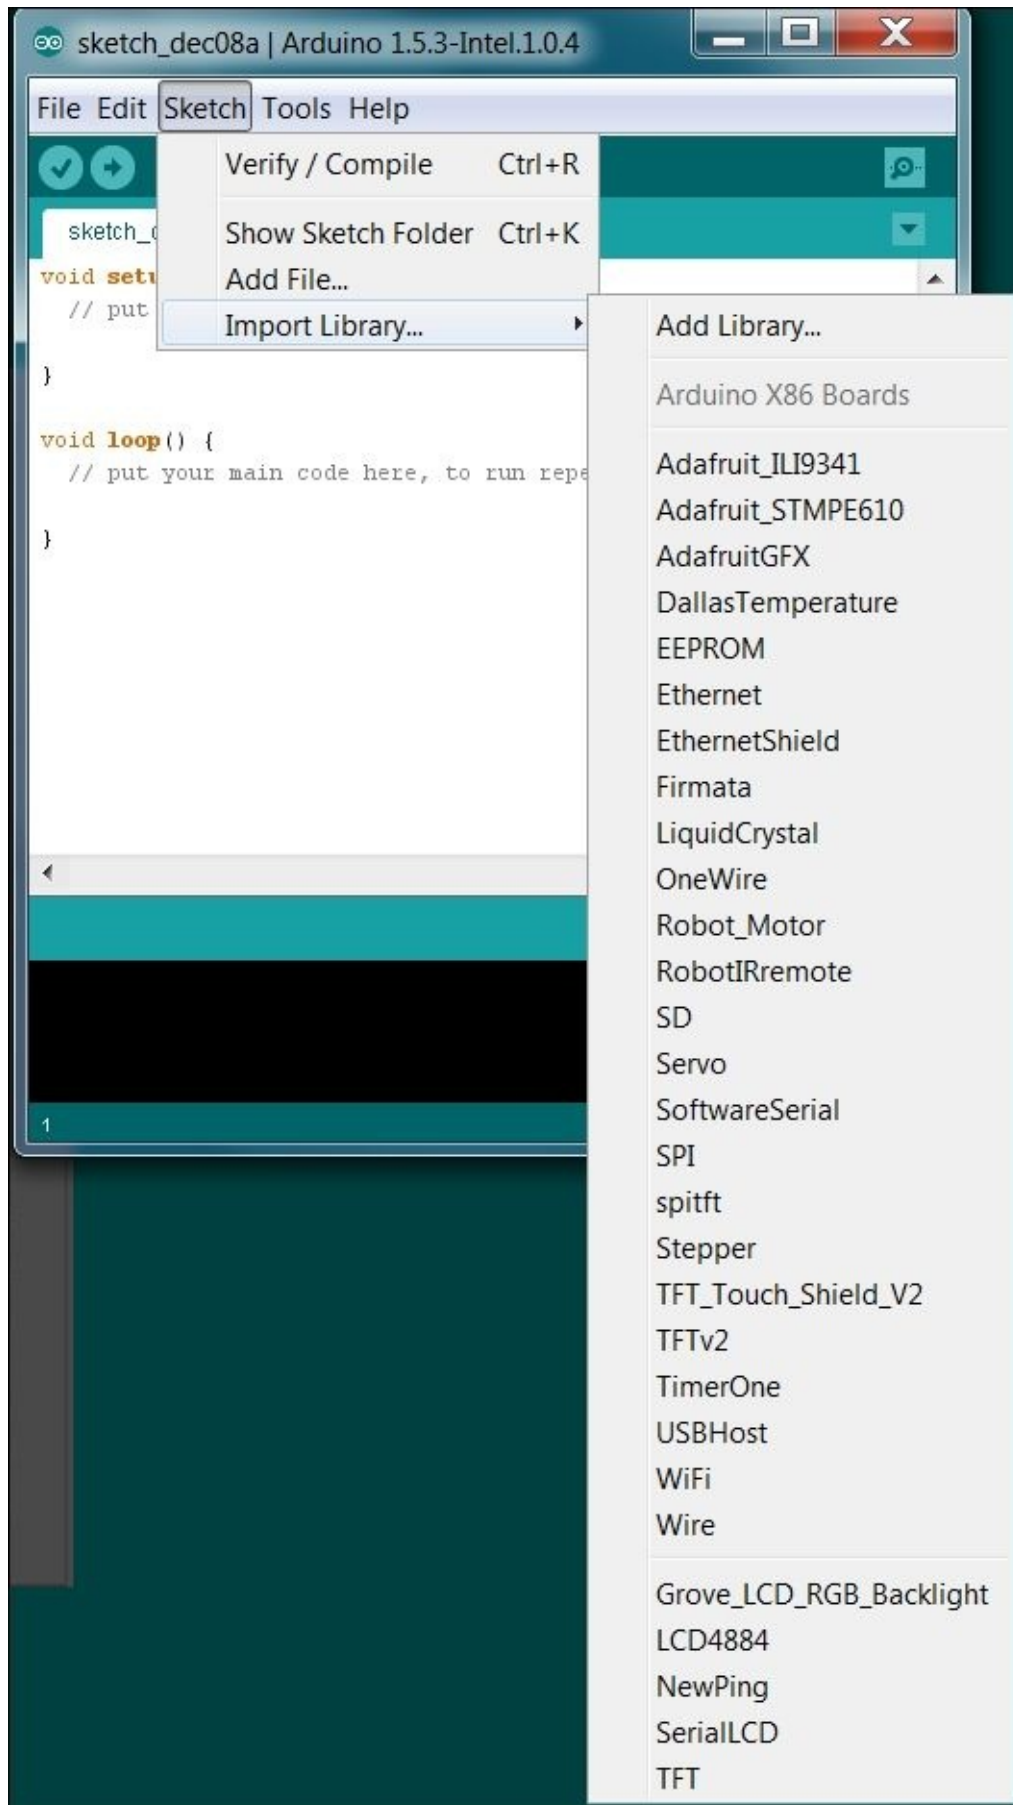 sketch_dec08a | Arduino 1.5.3-Intel.1.0.4
File Edit Sketch Tools Help
Verify / Compile Ctrl+R
Show Sketch Folder Ctrl+K
Add File...
Import Library...
sketch_d
void setu
// put
}
void loop() {
// put your main code here, to run repe
}
1
Add Library...
Arduino X86 Boards
Adafruit_ILI9341
Adafruit_STMPE610
AdafruitGFX
DallasTemperature
EEPROM
Ethernet
EthernetShield
Firmata
LiquidCrystal
OneWire
Robot_Motor
RobotIRremote
SD
Servo
SoftwareSerial
SPI
spitft
Stepper
TFT_Touch_Shield_V2
TFTv2
TimerOne
USBHost
WiFi
Wire
Grove_LCD_RGB_Backlight
LCD4884
NewPing
SerialLCD
TFT